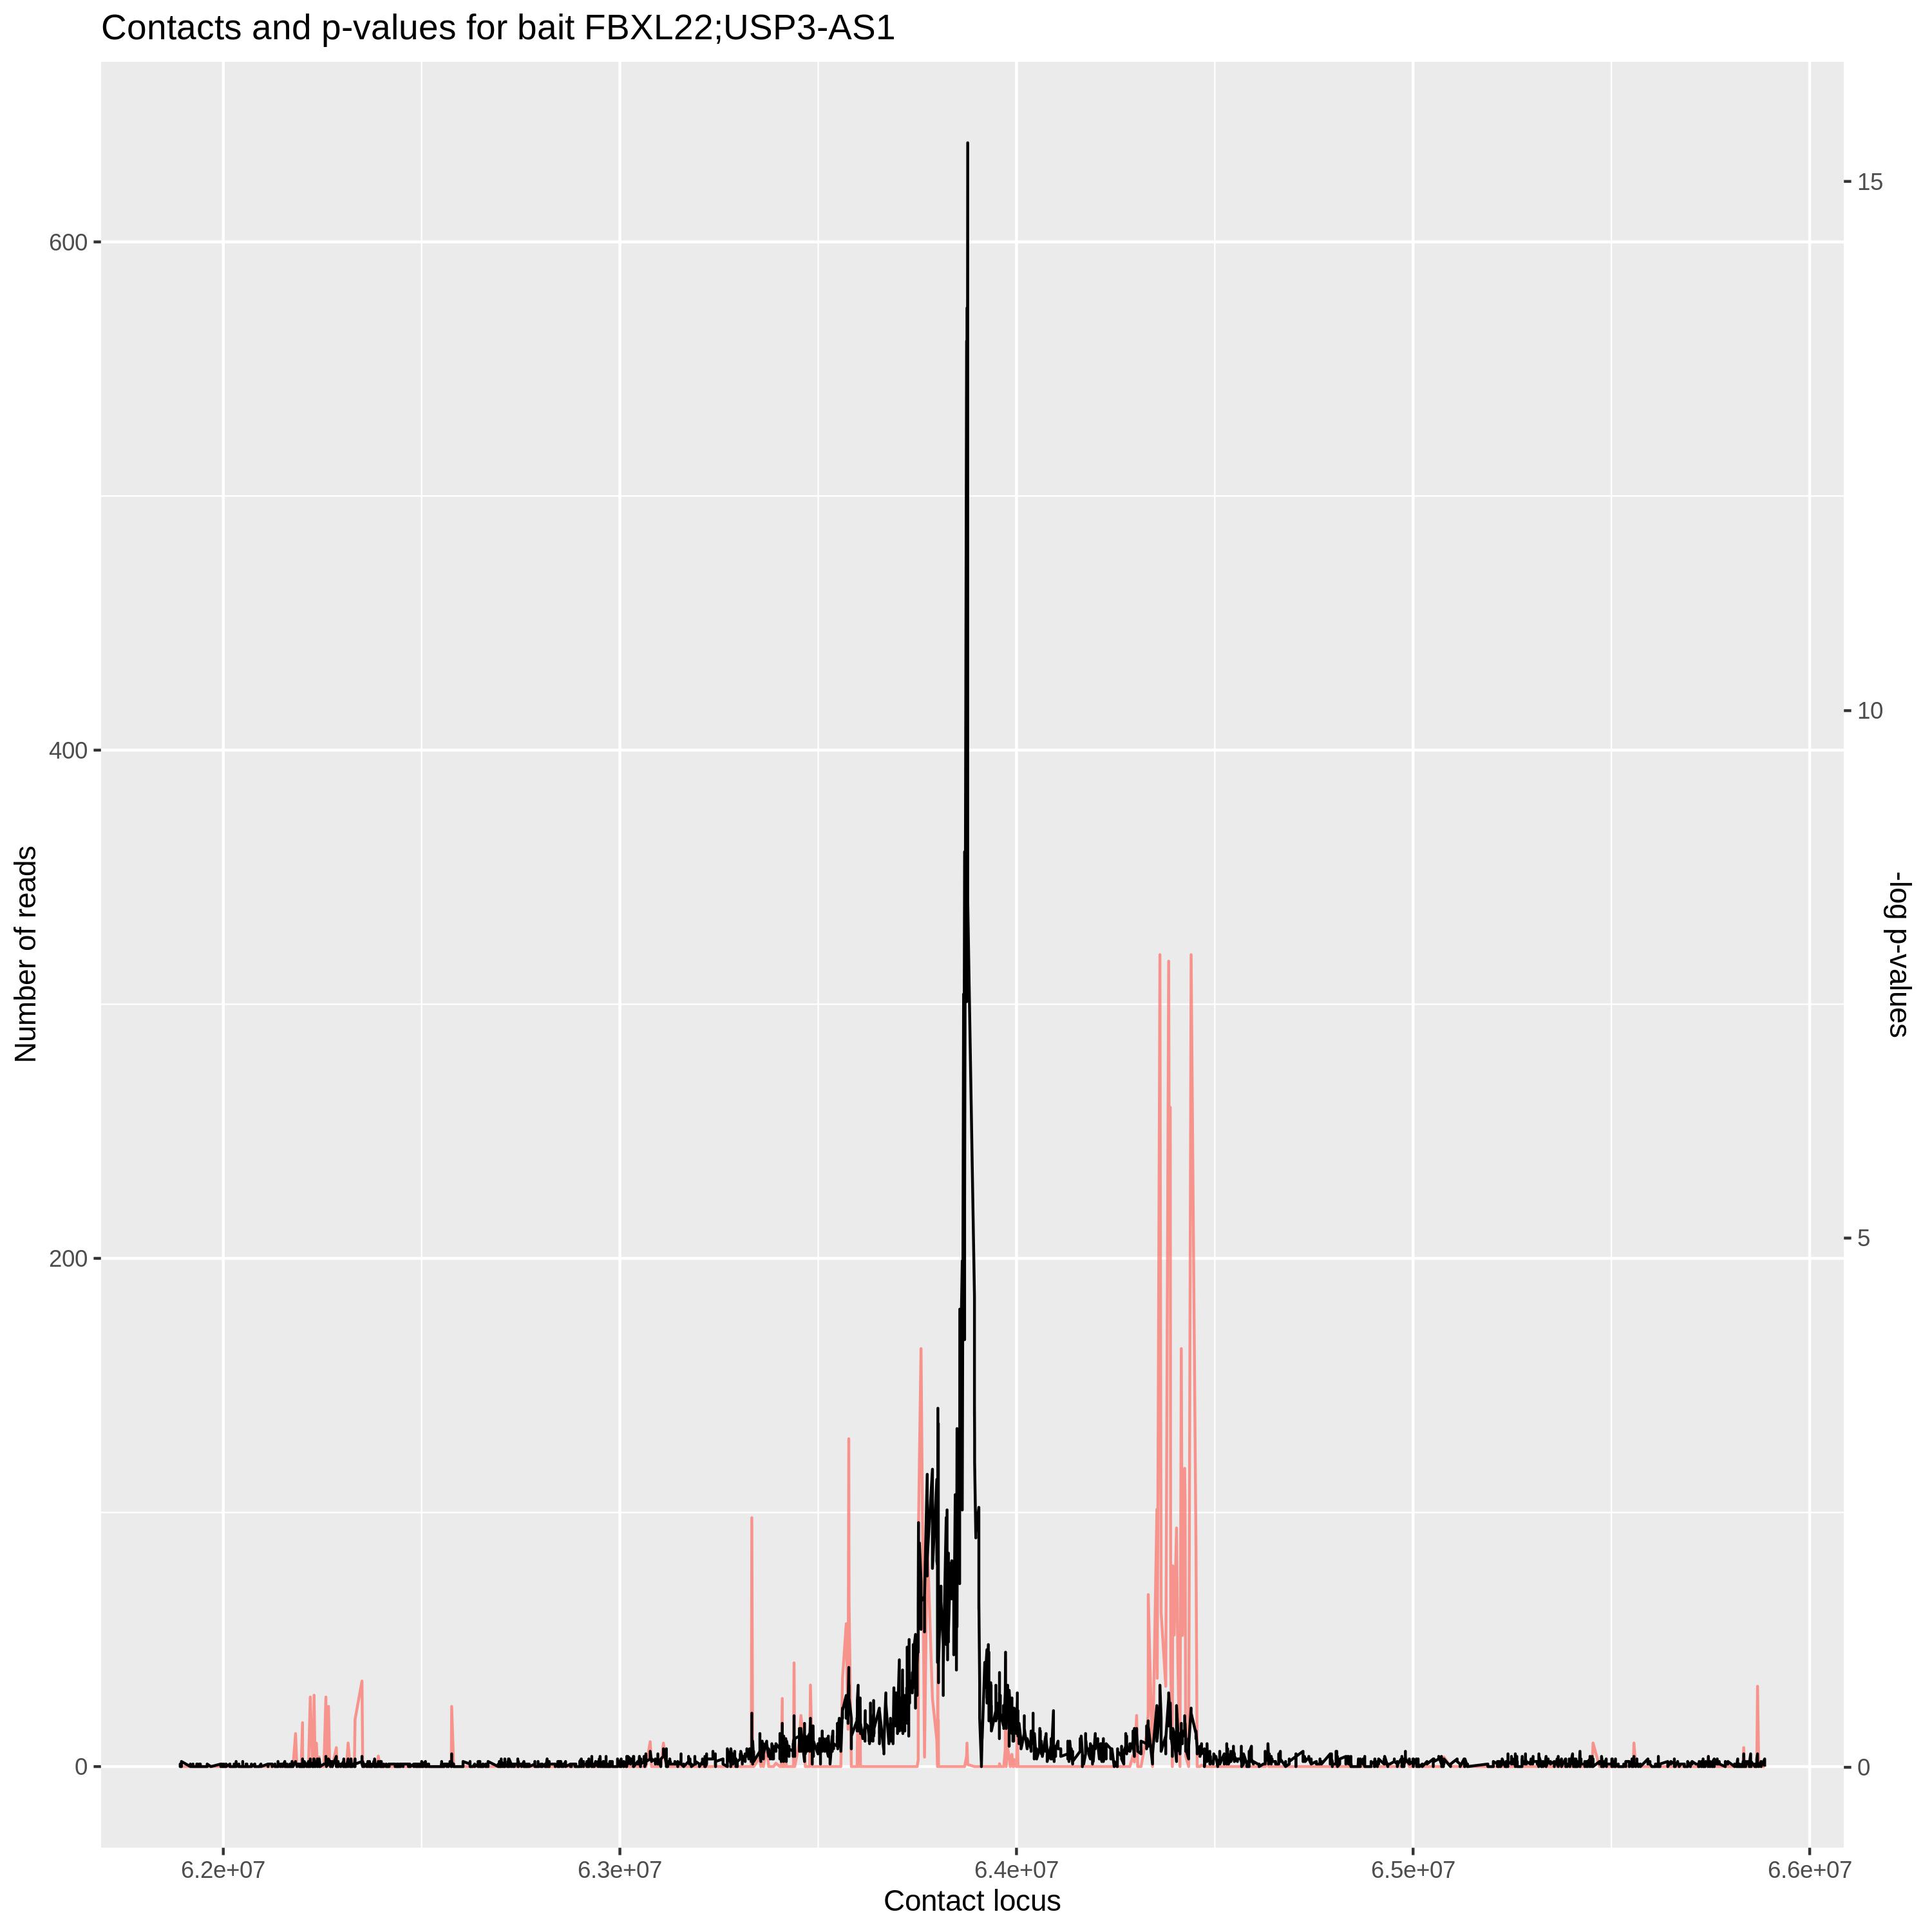 Contacts and p-values for bait FBXL22;USP3-AS1
600
400
200
0
15
10
5
0
Number of reads
-log p-values
6.2e+07
6.3e+07
6.4e+07
6.5e+07
6.6e+07
Contact locus